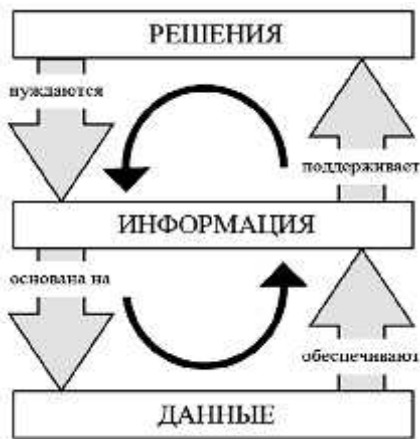 РЕШЕНИЯ
нуждаются
поддерживает
ИНФОРМАЦИЯ
основана на
обеспечивают
ДАННЫЕ